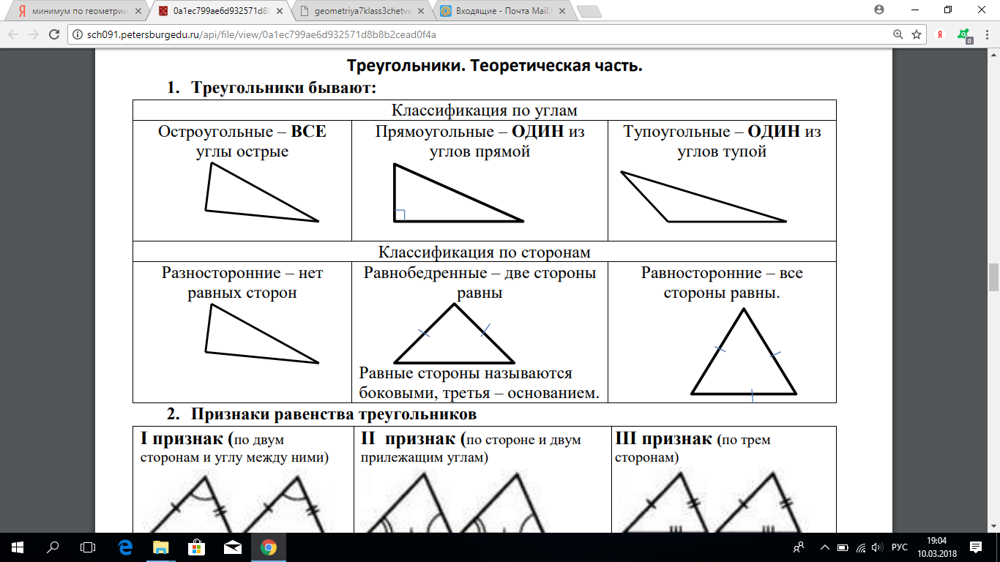 минимум по геометрии
0a1ec799ae6d932571d8b
geometriya7klass3chetve
Входящие - Почта Mail.
sch091.petersburgedu.ru/api/file/view/0a1ec799ae6d932571d8b8b2cead0f4a
Треугольники. Теоретическая часть.
1. Треугольники бывают:
Классификация по углам
Остроугольные – ВСЕ
углы острые
Прямоугольные – ОДИН из
углов прямой
Тупоугольные – ОДИН из
углов тупой
Классификация по сторонам
Разносторонние – нет
равных сторон
Равнобедренные – две стороны
равны
Равные стороны называются
боковыми, третья – основанием.
Равносторонние – все
стороны равны.
2. Признаки равенства треугольников
I признак (по двум
сторонам и углу между ними)
II признак (по стороне и двум
прилежащим углам)
III признак (по трем
сторонам)
РУС
19:04
10.03.2018